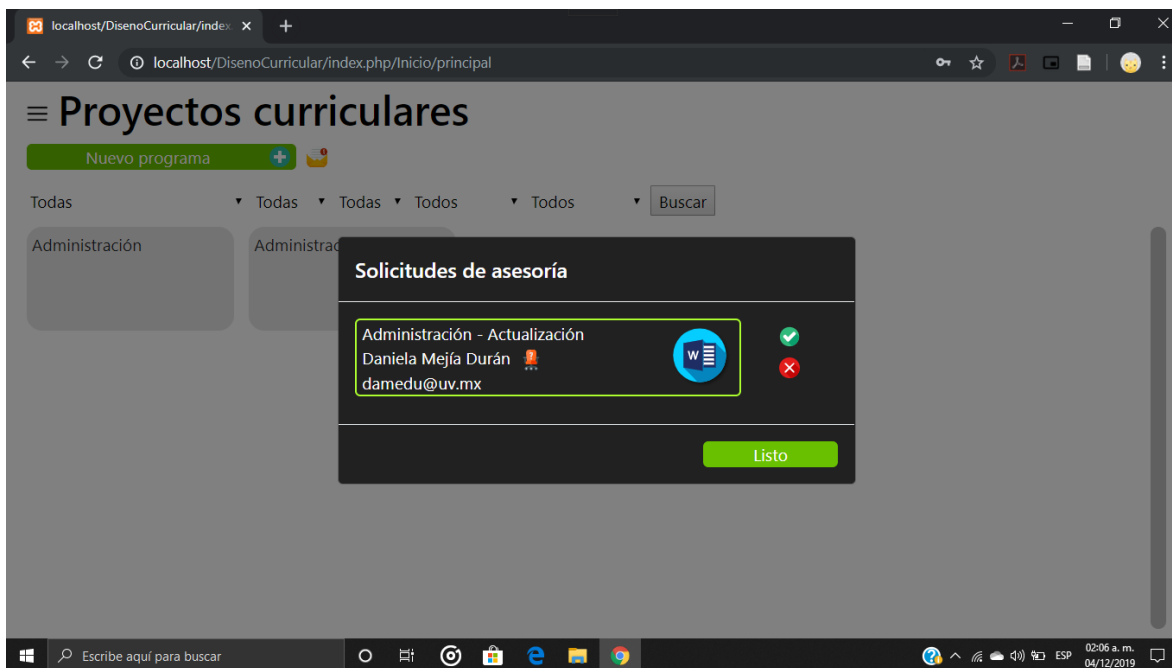 localhost/DisenoCurricular/index.
localhost/DisenoCurricular/index.php/Inicio/principal
Proyectos curriculares
Nuevo programa
Todas Todas Todas Todos Todos Buscar
Administración
Solicitudes de asesoría
Administración - Actualización
Daniela Mejía Durán
damedu@uv.mx
W
Listo
Escribe aquí para buscar
ESP
02:06 a. m.
04/12/2019